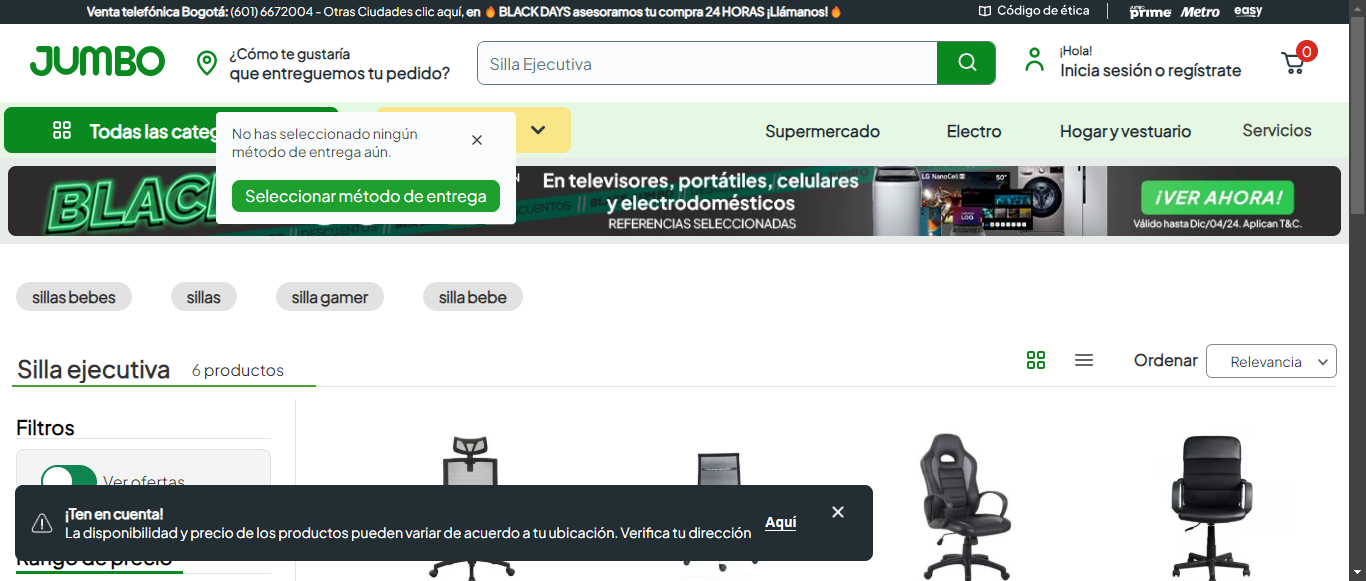 Venta telefónica Bogotá: (601) 6672004 - Otras Ciudades clic aquí, en 🔥 BLACK DAYS asesoramos tu compra 24 HORAS ¡Llámanos!🔥
Código de ética
JUMBO prime Metro easy
JUMBO
¿Cómo te gustaría
que entreguemos tu pedido?
Silla Ejecutiva
¡Hola!
Inicia sesión o regístrate
0
Todas las categ
No has seleccionado ningún
método de entrega aún.
Seleccionar método de entrega
Supermercado
Electro
Hogar y vestuario
Servicios
BLAC
En televisores, portátiles, celulares
y electrodomésticos
REFERENCIAS SELECCIONADAS
LG NanoCell 50"
¡VER AHORA!
Válido hasta Dic/04/24. Aplican T&C.
sillas bebes
sillas
silla gamer
silla bebe
Silla ejecutiva
6 productos
Ordenar
Relevancia
Filtros
Ver ofertas
¡Ten en cuenta!
La disponibilidad y precio de los productos pueden variar de acuerdo a tu ubicación. Verifica tu dirección
Aquí
Rango de precio